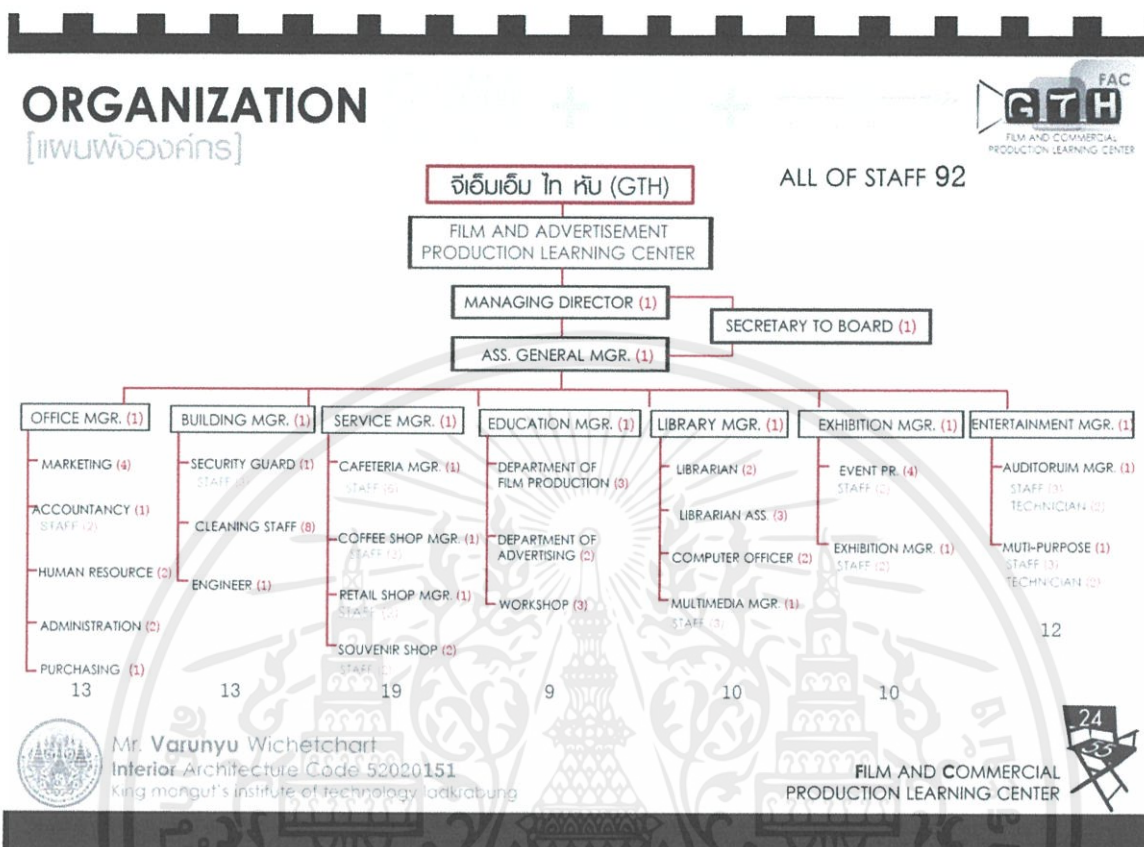 ORGANIZATION
[แผนผังองค์กร]
FAC
GTH
FILM AND COMMERCIAL
PRODUCTION LEARNING CENTER
ALL OF STAFF 92
จีเอ็มเอ็ม ไท หับ (GTH)
FILM AND ADVERTISEMENT
PRODUCTION LEARNING CENTER
MANAGING DIRECTOR (1)
SECRETARY TO BOARD (1)
ASS. GENERAL MGR. (1)
OFFICE MGR. (1)
MARKETING (4)
ACCOUNTANCY (1)
STAFF (2)
HUMAN RESOURCE (2)
ADMINISTRATION (2)
PURCHASING (1)
13
BUILDING MGR. (1)
SECURITY GUARD (1)
STAFF
CLEANING STAFF (8)
ENGINEER (1)
13
SERVICE MGR. (1)
CAFETERIA MGR. (1)
STAFF (6)
COFFEE SHOP MGR. (1)
STAFF (2)
RETAIL SHOP MGR. (1)
STAFF
SOUVENIR SHOP (2)
STAFF
19
EDUCATION MGR. (1)
DEPARTMENT OF
FILM PRODUCTION (3)
DEPARTMENT OF
ADVERTISING (2)
WORKSHOP (3)
9
LIBRARY MGR. (1)
LIBRARIAN (2)
LIBRARIAN ASS. (3)
COMPUTER OFFICER (2)
MULTIMEDIA MGR. (1)
STAFF (3)
10
EXHIBITION MGR. (1)
EVENT PR. (4)
STAFF (2)
EXHIBITION MGR. (1)
STAFF (2)
10
ENTERTAINMENT MGR. (1)
AUDITORUIM MGR. (1)
STAFF (3)
TECHNICIAN (2)
MUTI-PURPOSE (1)
STAFF (3)
TECHNICIAN (2)
12
Mr. Varunyu Wichetchart
Interior Architecture Code 52020151
King mongut's institute of technology ladkrabung
FILM AND COMMERCIAL
PRODUCTION LEARNING CENTER
24
55